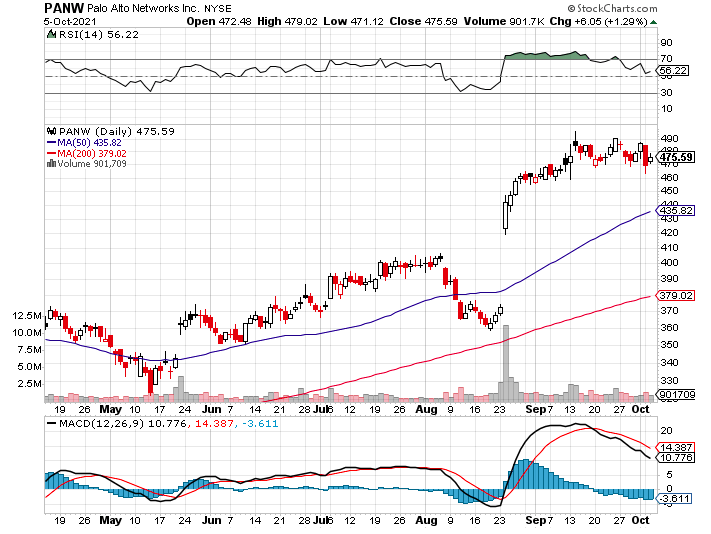 PANW Palo Alto Networks Inc. NYSE © StockCharts.com
5-Oct-2021 Open 472.48 High 479.02 Low 471.12 Close 475.59 Volume 901.7K Chg +6.05 (+1.29%)
RSI(14) 56.22
90
70
56.22
30
10
PANW (Daily) 475.59
MA(50) 435.82
MA(200) 379.02
Volume 901,709
490
475.59
460
450
440
435.82
420
410
400
390
379.02
370
12.5M 360
10.0M
7.5M 350
5.0M 340
2.5M 330
901709
19 26 May 10 17 24 Jun 7 14 21 28 Jul 6 12 19 26 Aug 9 16 23 Sep 7 13 20 27 Oct
MACD(12,26,9) 10.776, 14.387, -3.611
20
14.387
10.776
5
0
-3.611
19 26 May 10 17 24 Jun 7 14 21 28 Jul 6 12 19 26 Aug 9 16 23 Sep 7 13 20 27 Oct